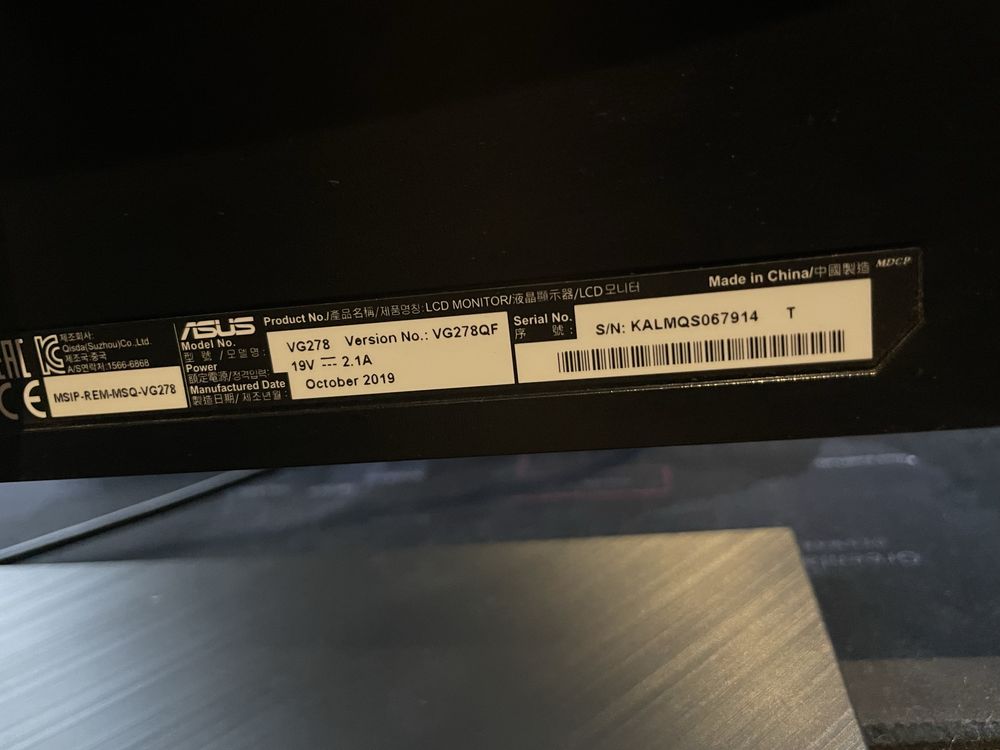 Made in China/中國製造 MDCP
ASUS Product No./產品名稱/제품명칭: LCD MONITOR/液晶顯示器/LCD 모니터
Model No.
型 號 / 모델명 :
VG278 Version No.: VG278QF
Power
額定電源/정격입력:
19V 2.1A
Manufactured Date
製造日期/ 제조년월 :
October 2019
Serial No.
序 號 :
S/N: KALMQS067914 T
EAC
제조회사:
Qisda(Suzhou)Co.,Ltd.
제조국:중국
A/S연락처:1566-6868
CE
MSIP-REM-MSQ-VG278